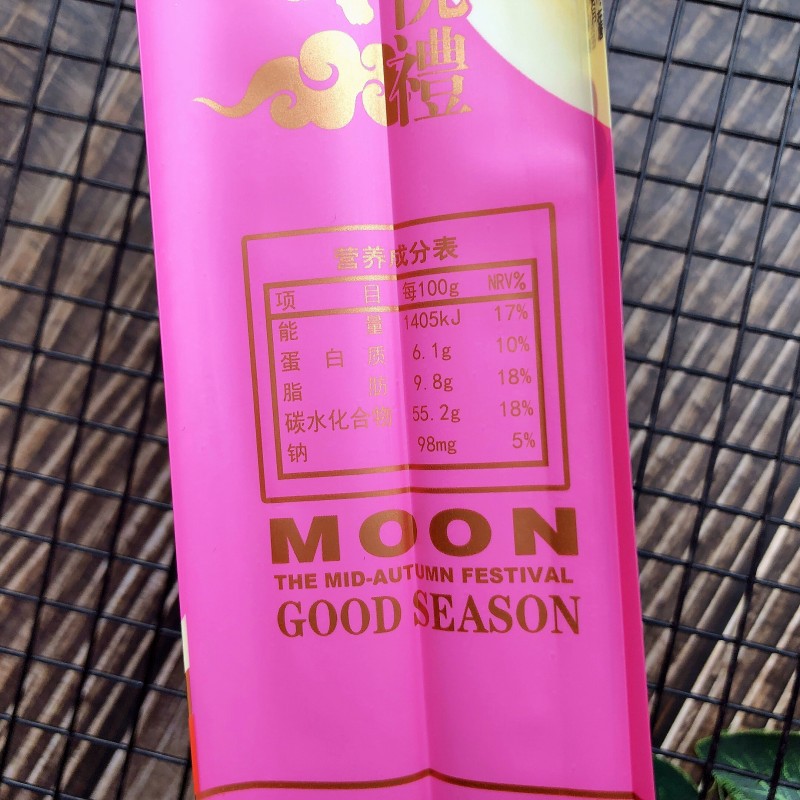 禮
营养成分表
项目 每100g NRV%
能量 1405kJ 17%
蛋白质 6.1g 10%
脂肪 9.8g 18%
碳水化合物 55.2g 18%
钠 98mg 5%
MOON
THE MID-AUTUMN FESTIVAL
GOOD SEASON